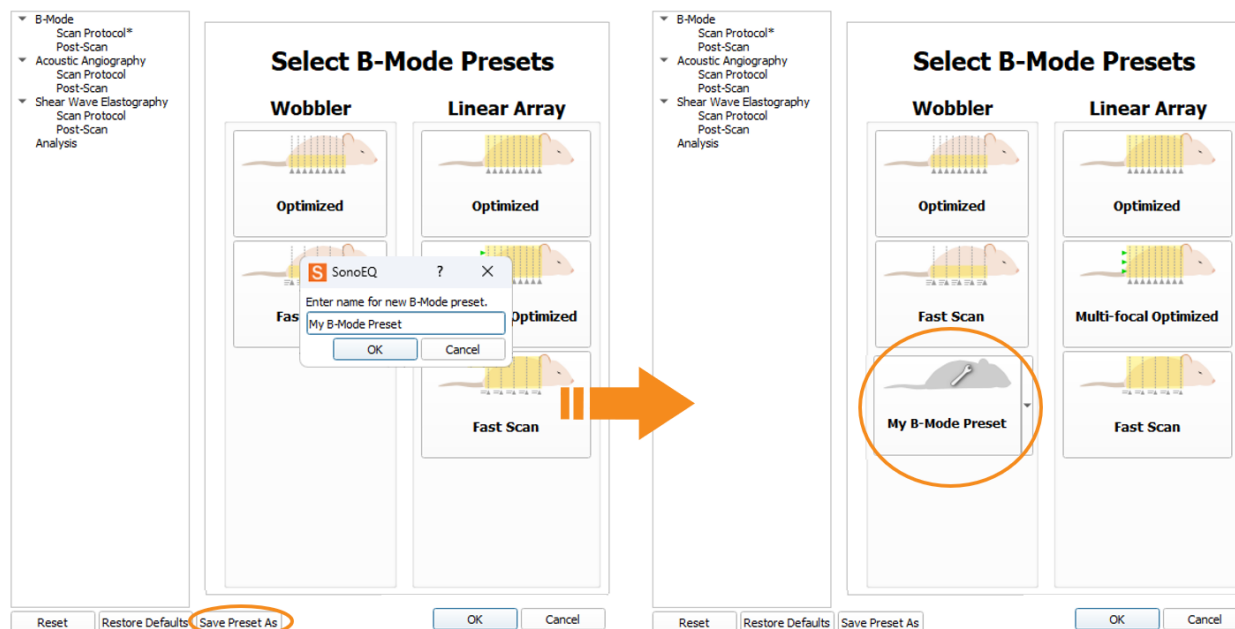 B-Mode
Scan Protocol*
Post-Scan
Acoustic Angiography
Scan Protocol
Post-Scan
Shear Wave Elastography
Scan Protocol
Post-Scan
Analysis
Select B-Mode Presets
Wobbler
Linear Array
Optimized
Optimized
Fas
Optimized
Fast Scan
S SonoEQ ? X
Enter name for new B-Mode preset.
My B-Mode Preset
OK Cancel
Reset Restore Defaults Save Preset As OK Cancel
B-Mode
Scan Protocol*
Post-Scan
Acoustic Angiography
Scan Protocol
Post-Scan
Shear Wave Elastography
Scan Protocol
Post-Scan
Analysis
Select B-Mode Presets
Wobbler
Linear Array
Optimized
Optimized
Fast Scan
Multi-focal Optimized
My B-Mode Preset
Fast Scan
Reset Restore Defaults Save Preset As OK Cancel